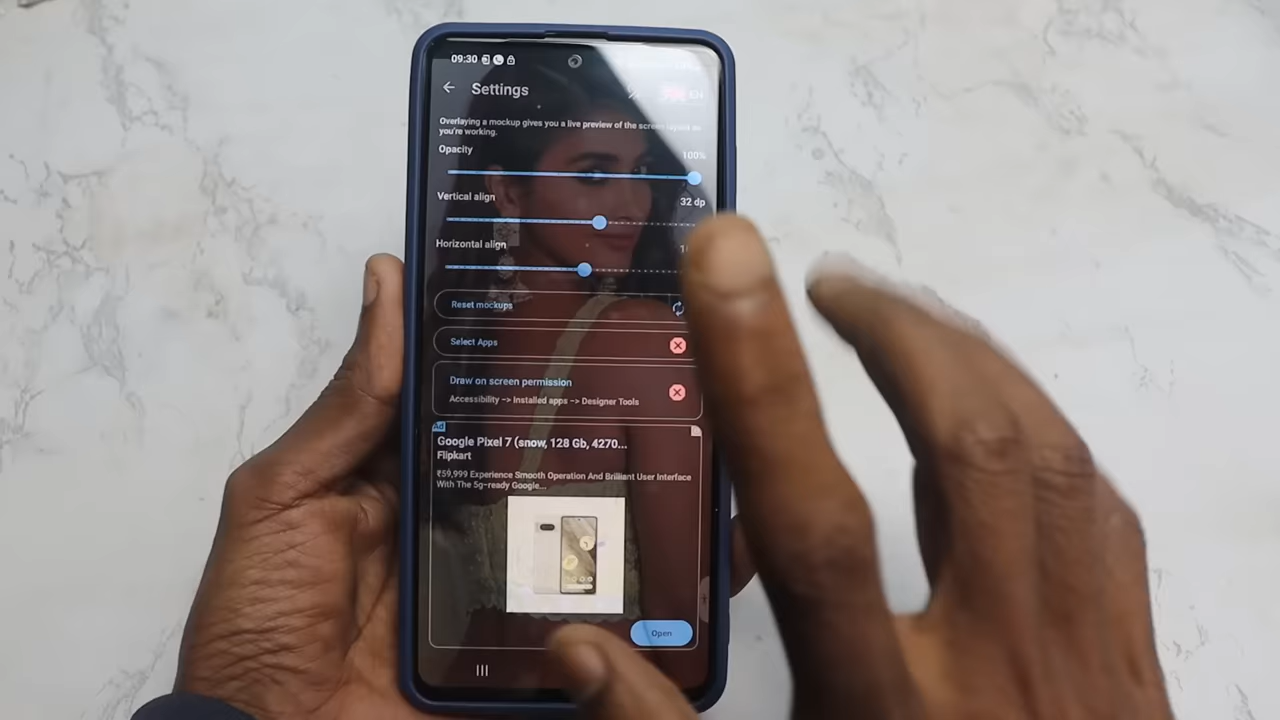 09:30
Settings
Overlaying a mockup gives you a live preview of the screen layout as
you're working.
Opacity
100%
Vertical align
32 dp
Horizontal align
Reset mockups
Select Apps
Draw on screen permission
Accessibility -> Installed apps -> Designer Tools
Ad
Google Pixel 7 (snow, 128 Gb, 4270...
Flipkart
₹59,999 Experience Smooth Operation And Brilliant User Interface
With The 5g-ready Google...
Open